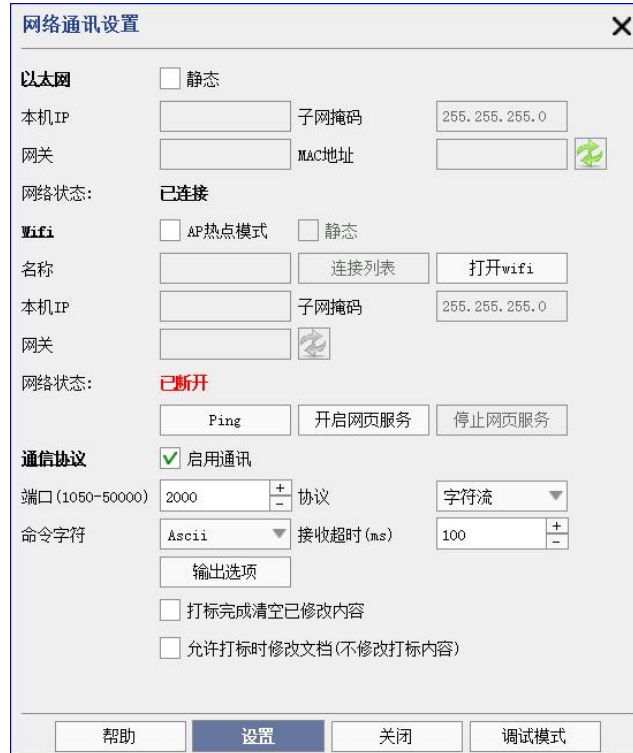 网络通讯设置
以太网 静态
本机IP 子网掩码 255.255.255.0
网关 MAC地址
网络状态: 已连接
Wifi AP热点模式 静态
名称 连接列表 打开wifi
本机IP 子网掩码 255.255.255.0
网关
网络状态: 已断开
Ping 开启网页服务 停止网页服务
通信协议 启用通讯
端口(1050-50000) 2000 协议 字符流
命令字符 Ascii 接收超时(ms) 100
输出选项
打标完成清空已修改内容
允许打标时修改文档(不修改打标内容)
帮助 设置 关闭 调试模式